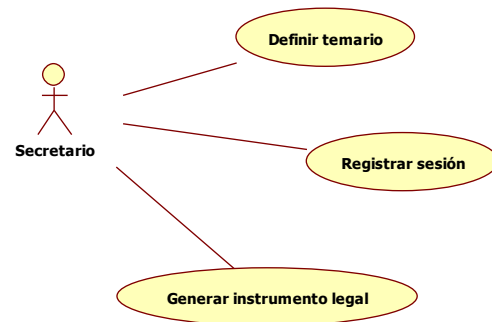 Definir temario
Secretario
Registrar sesión
Generar instrumento legal